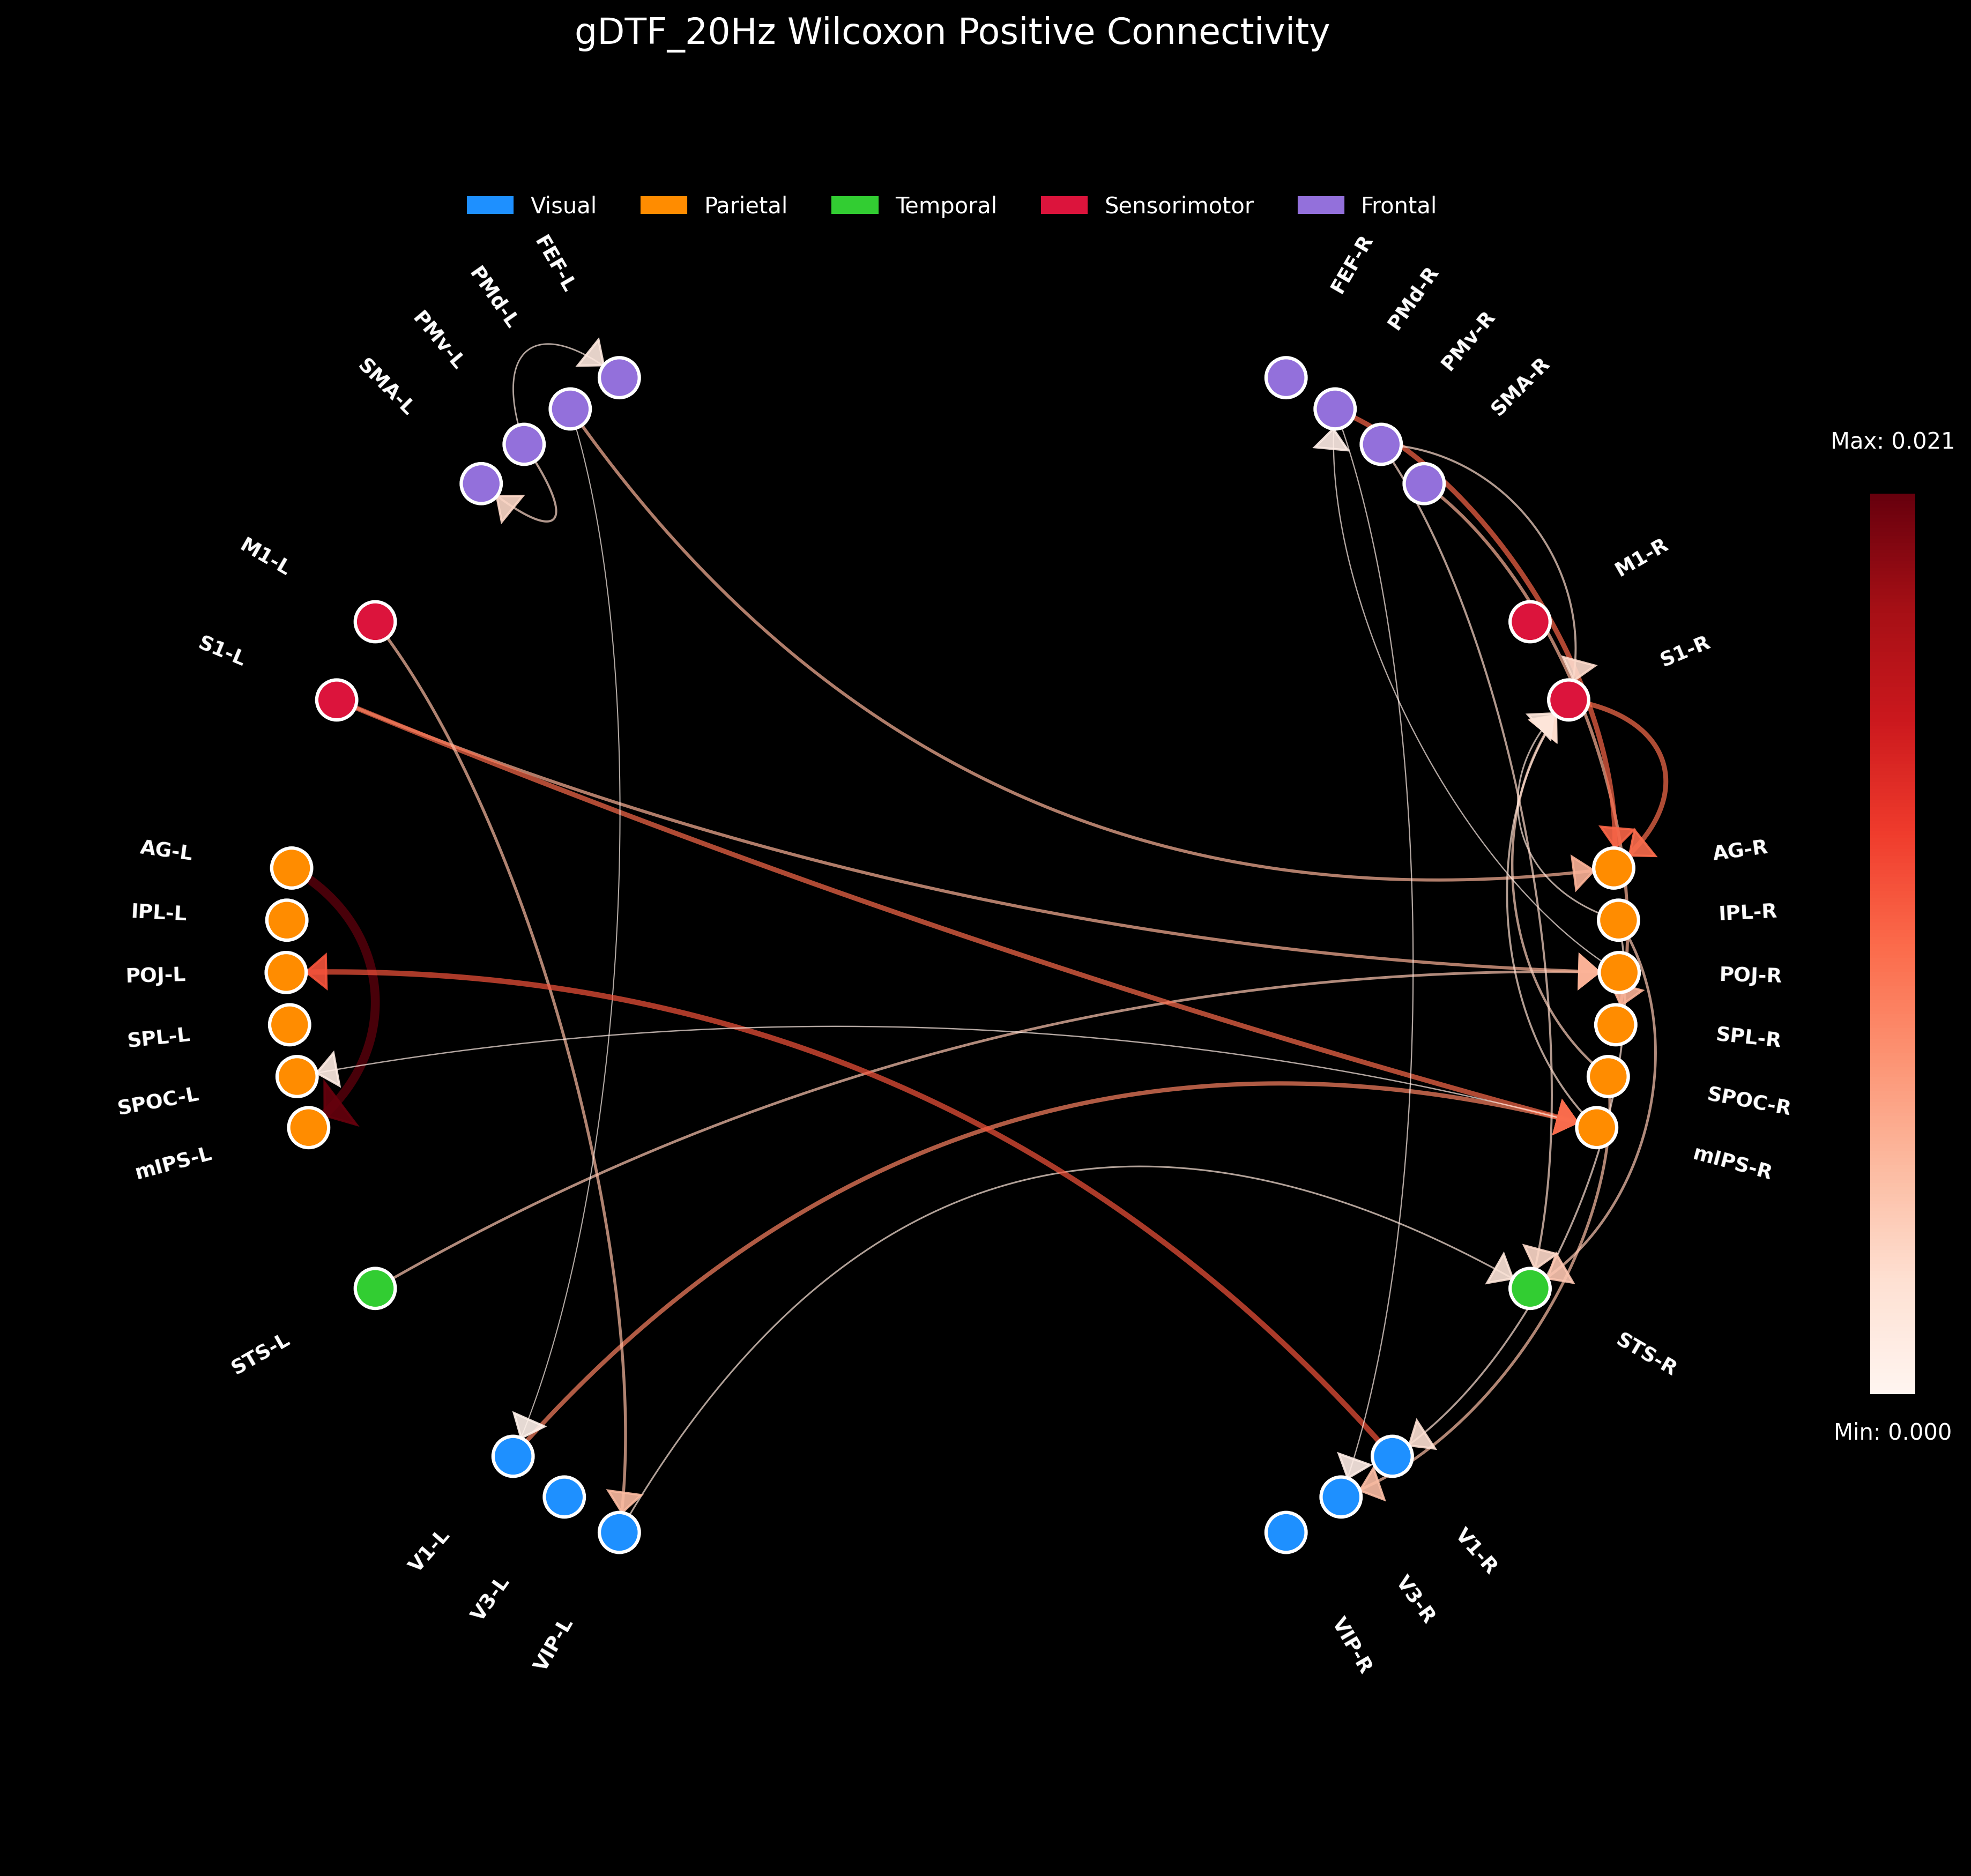 gDTF_20Hz Wilcoxon Positive Connectivity
Visual
Parietal
Temporal
Sensorimotor
Frontal
FEF-L
PMd-L
PMv-L
SMA-L
M1-L
S1-L
AG-L
IPL-L
POJ-L
SPL-L
SPOC-L
mIPS-L
STS-L
V1-L
V3-L
VIP-L
FEF-R
PMd-R
PMv-R
SMA-R
M1-R
S1-R
AG-R
IPL-R
POJ-R
SPL-R
SPOC-R
mIPS-R
STS-R
V1-R
V3-R
VIP-R
Max: 0.021
Min: 0.000